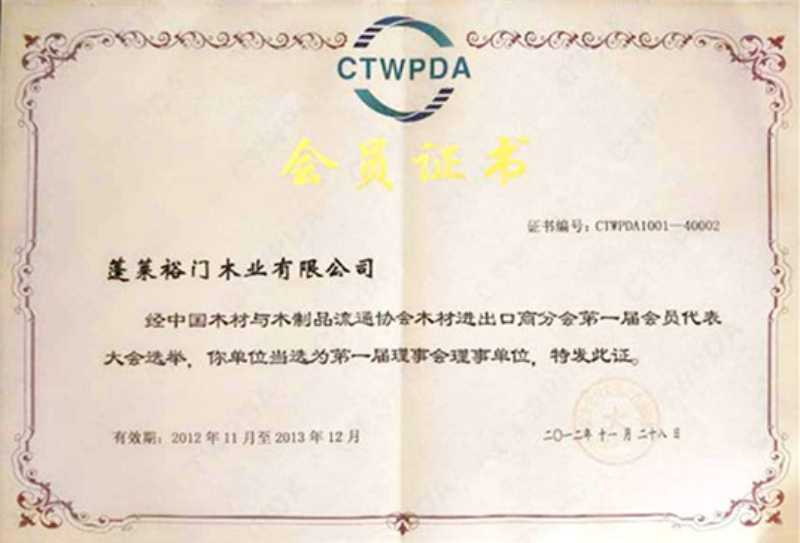 CTWPDA
会员证书
证书编号：CTWPDA1001—40002
蓬莱裕门木业有限公司
经中国木材与木制品流通协会木材进出口商分会第一届会员代表
大会选举，你单位当选为第一届理事会理事单位，特发此证。
有效期：2012年11月至2013年12月
二〇一二年十一月二十八日